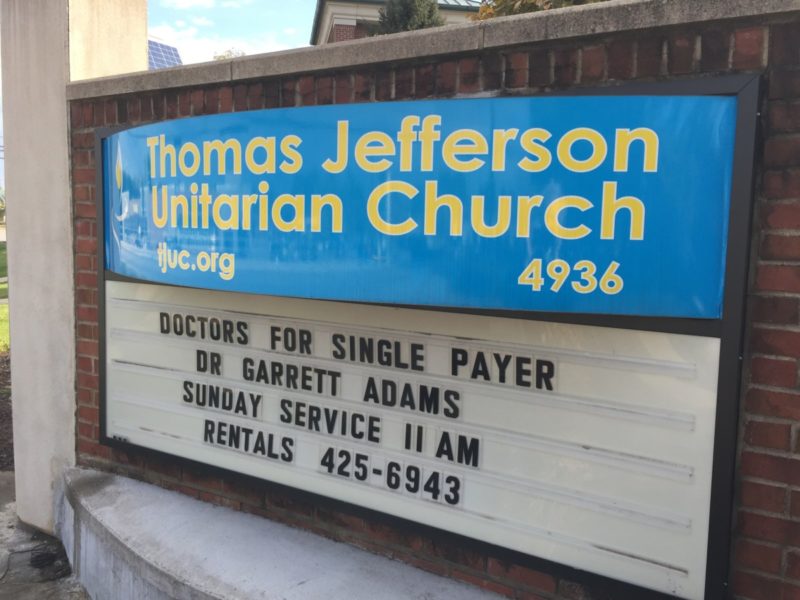 Thomas Jefferson
Unitarian Church
tjuc.org 4936
DOCTORS FOR SINGLE PAYER
DR GARRETT ADAMS
SUNDAY SERVICE 11 AM
RENTALS 425-6943